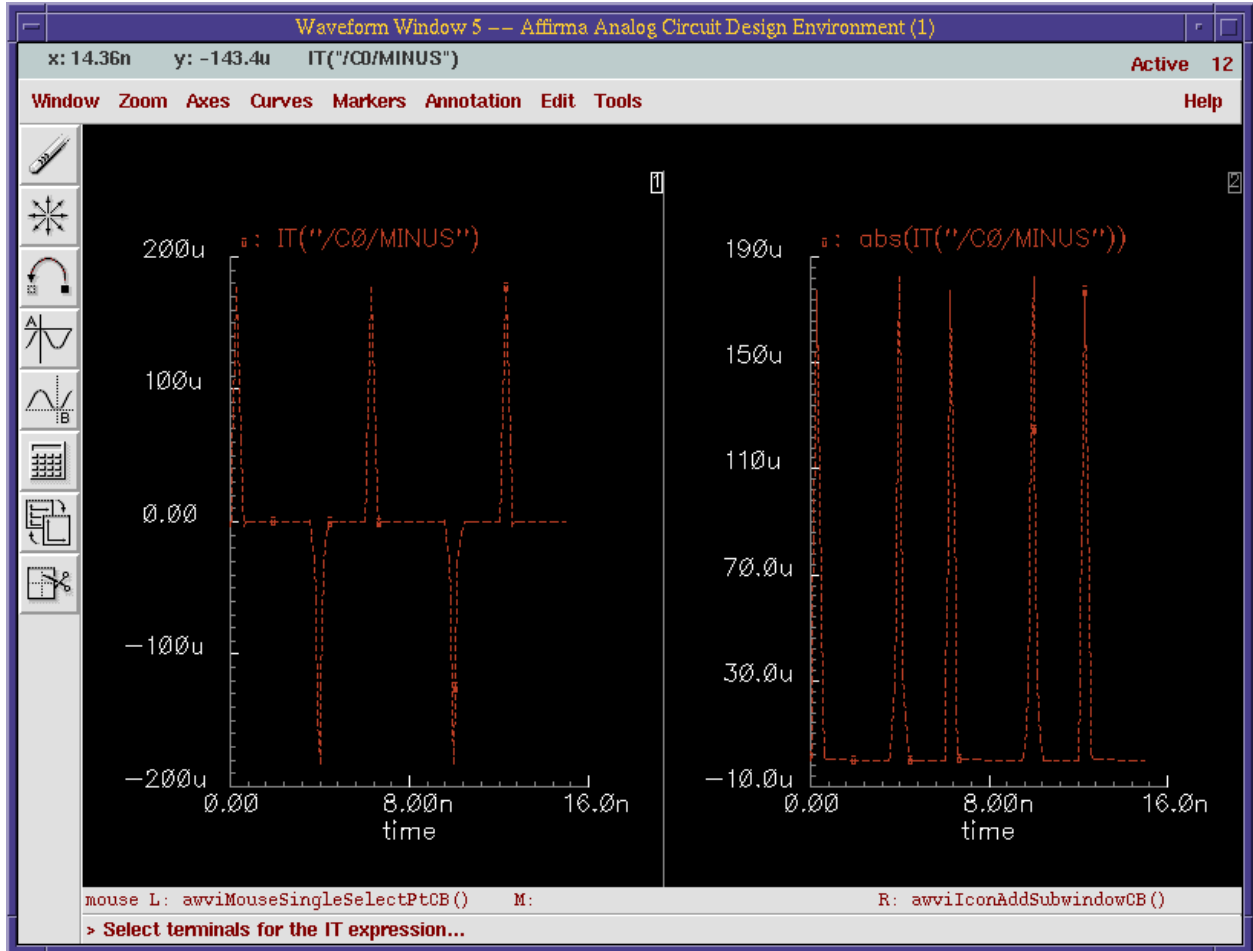 Waveform Window 5 -- Affirma Analog Circuit Design Environment (1)
x: 14.36n y: -143.4u IT("/C0/MINUS") Active 12
Window Zoom Axes Curves Markers Annotation Edit Tools Help
1
2
A
B
▫: IT("/C0/MINUS")
200u
100u
0.00
-100u
-200u
0.00 8.00n 16.0n
time
▫: abs(IT("/C0/MINUS"))
190u
150u
110u
70.0u
30.0u
-10.0u
0.00 8.00n 16.0n
time
mouse L: awviMouseSingleSelectPtCB() M: R: awviIconAddSubwindowCB()
> Select terminals for the IT expression...